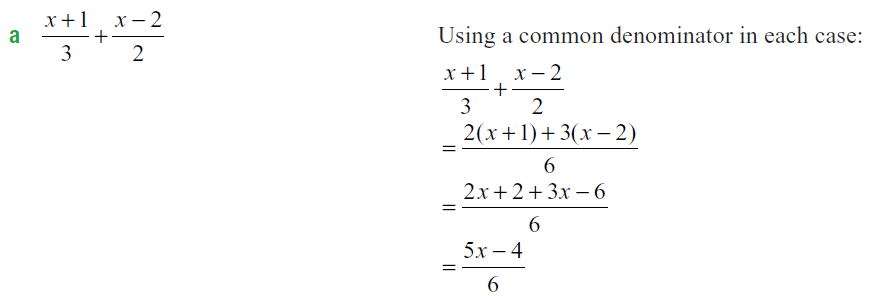 a (x+1)/3 + (x − 2)/2
Using a common denominator in each case:
(x+1)/3 + (x − 2)/2
= (2(x+1)+3(x − 2))/6
= (2x+2+3x − 6)/6
= (5x − 4)/6